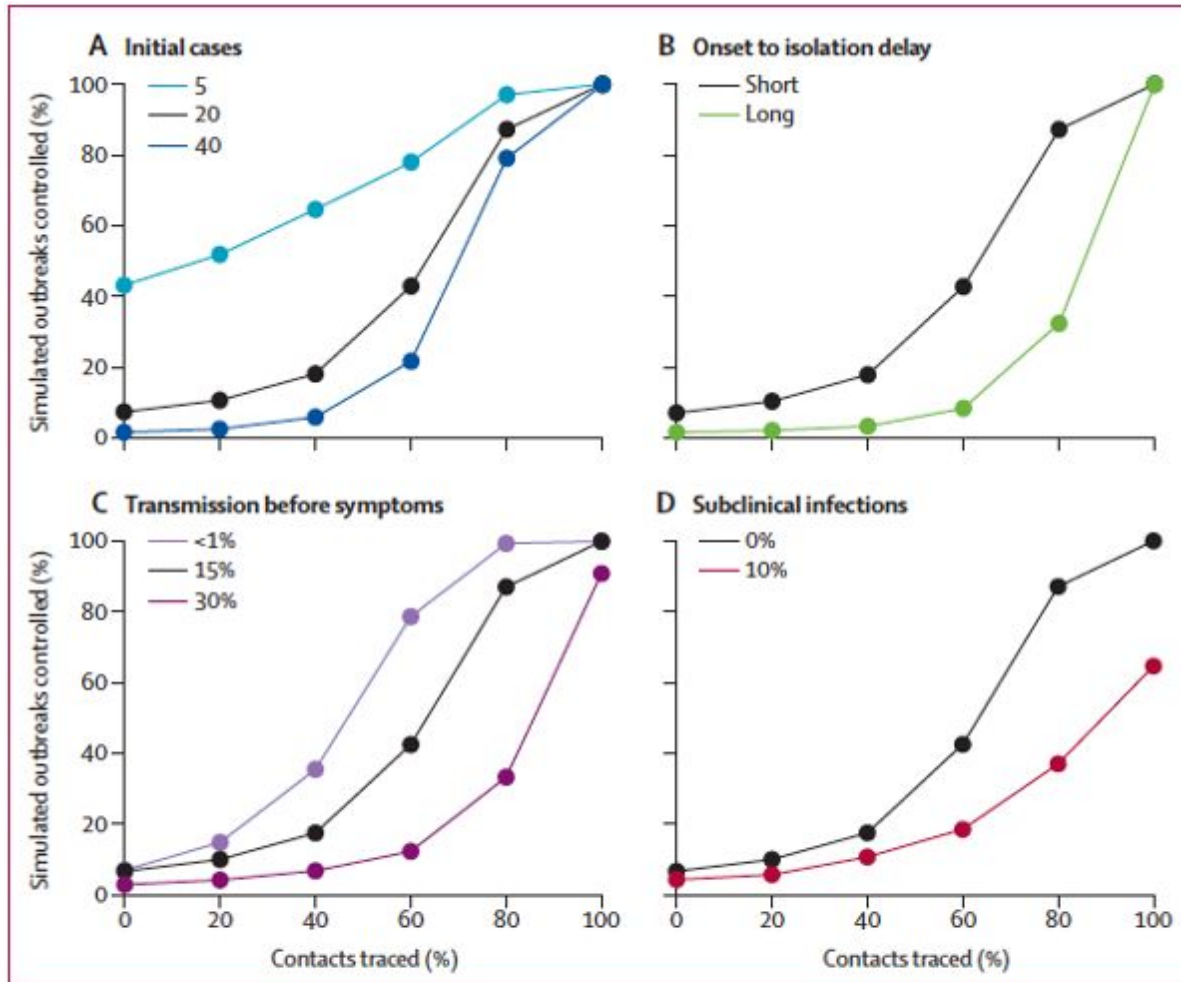 A Initial cases
5
20
40
Simulated outbreaks controlled (%)
100
80
60
40
20
0
B Onset to isolation delay
Short
Long
C Transmission before symptoms
<1%
15%
30%
Simulated outbreaks controlled (%)
100
80
60
40
20
0
0 20 40 60 80 100
Contacts traced (%)
D Subclinical infections
0%
10%
0 20 40 60 80 100
Contacts traced (%)